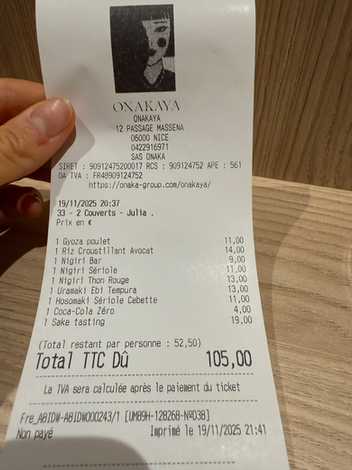 ONAKAYA
ONAKAYA
12 PASSAGE MASSENA
06000 NICE
0422916971
SAS ONAKA
SIRET : 90912475200017 RCS : 909124752 APE : 561
0A TVA : FR48909124752
https://onaka-group.com/onakaya/
19/11/2025 20:37
33 - 2 Couverts - Julia .
Prix en €
1 Gyoza poulet 11,00
1 Riz Croustillant Avocat 14,00
1 Nigiri Bar 9,00
1 Nigiri Sériole 11,00
1 Nigiri Thon Rouge 13,00
1 Uramaki Ebi Tempura 13,00
1 Hosomaki Sériole Cebette 11,00
1 Coca-Cola Zéro 4,00
1 Sake tasting 19,00
(Total restant par personne : 52,50)
Total TTC Dû 105,00
La TVA sera calculée après le paiement du ticket
Non payé Imprimé le 19/11/2025 21:41